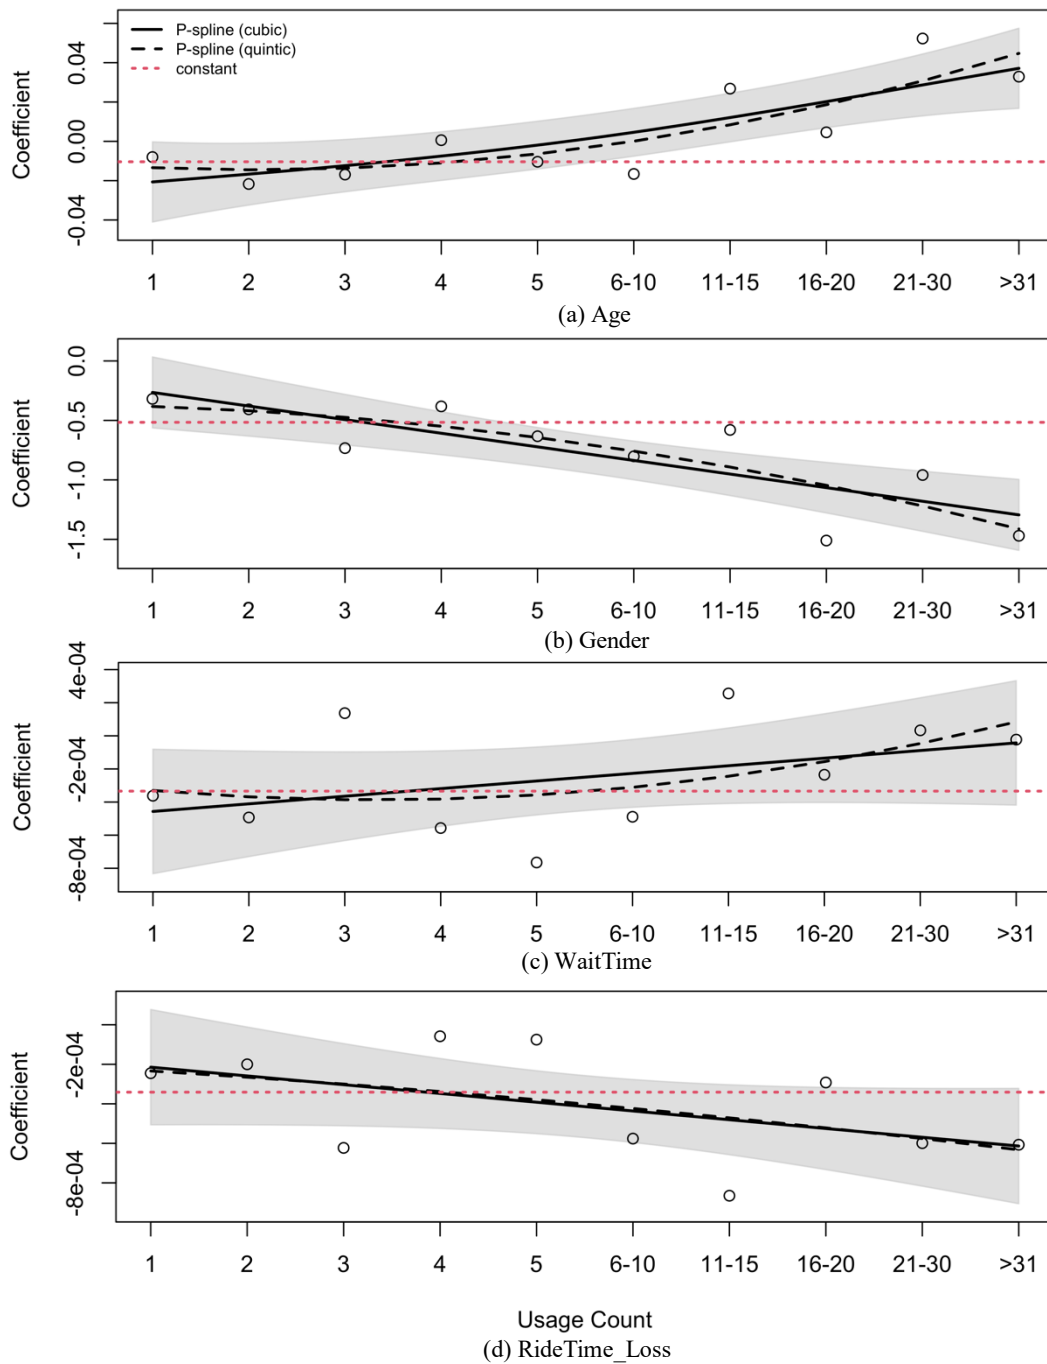 P-spline (cubic)
P-spline (quintic)
constant
Coefficient
0.04
0.00
-0.04
1 2 3 4 5 6-10 11-15 16-20 21-30 >31
(a) Age
Coefficient
0.0
-0.5
-1.0
-1.5
1 2 3 4 5 6-10 11-15 16-20 21-30 >31
(b) Gender
Coefficient
4e-04
-2e-04
-8e-04
1 2 3 4 5 6-10 11-15 16-20 21-30 >31
(c) WaitTime
Coefficient
-2e-04
-8e-04
1 2 3 4 5 6-10 11-15 16-20 21-30 >31
Usage Count
(d) RideTime_Loss